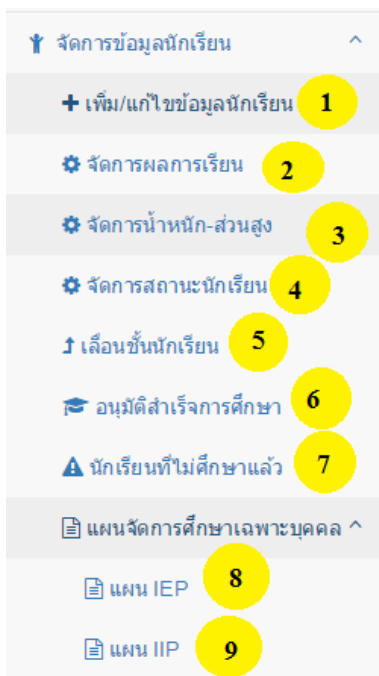 จัดการข้อมูลนักเรียน
เพิ่ม/แก้ไขข้อมูลนักเรียน 1
จัดการผลการเรียน 2
จัดการน้ำหนัก-ส่วนสูง 3
จัดการสถานะนักเรียน 4
เลื่อนชั้นนักเรียน 5
อนุมัติสำเร็จการศึกษา 6
นักเรียนที่ไม่ศึกษาแล้ว 7
แผนจัดการศึกษาเฉพาะบุคคล
แผน IEP 8
แผน IIP 9